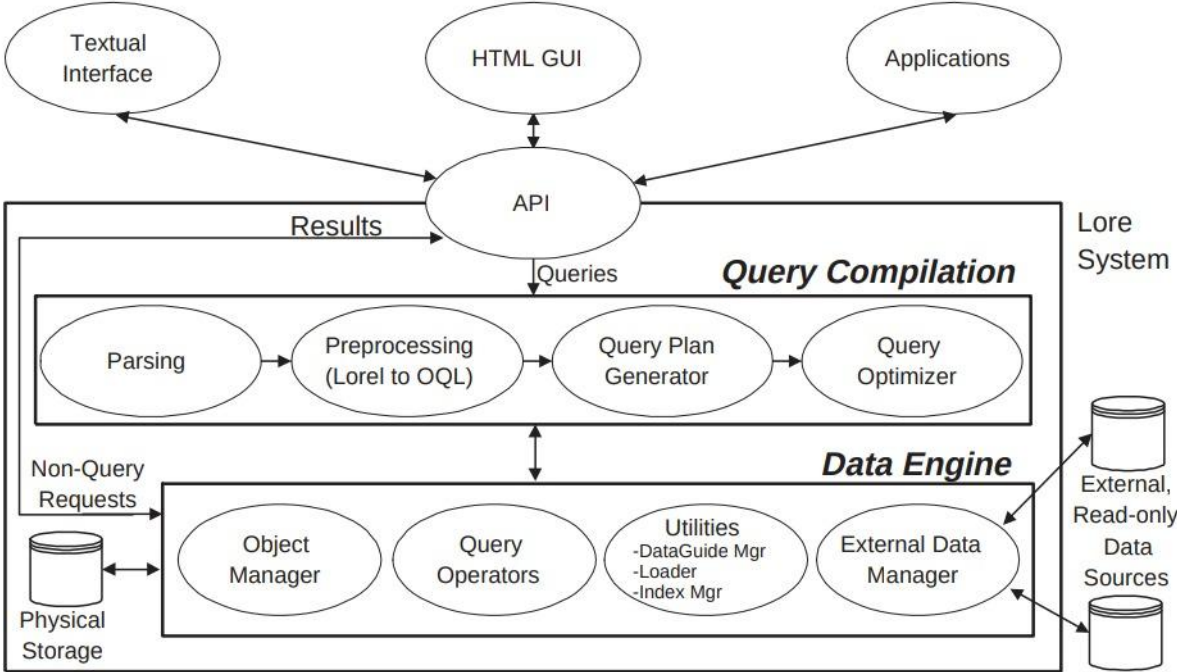 Textual
Interface
HTML GUI
Applications
API
Results
Lore
System
Queries
Query Compilation
Parsing
Preprocessing
(Lorel to OQL)
Query Plan
Generator
Query
Optimizer
Non-Query
Requests
Data Engine
External,
Read-only
Data
Sources
Object
Manager
Query
Operators
Utilities
-DataGuide Mgr
-Loader
-Index Mgr
External Data
Manager
Physical
Storage